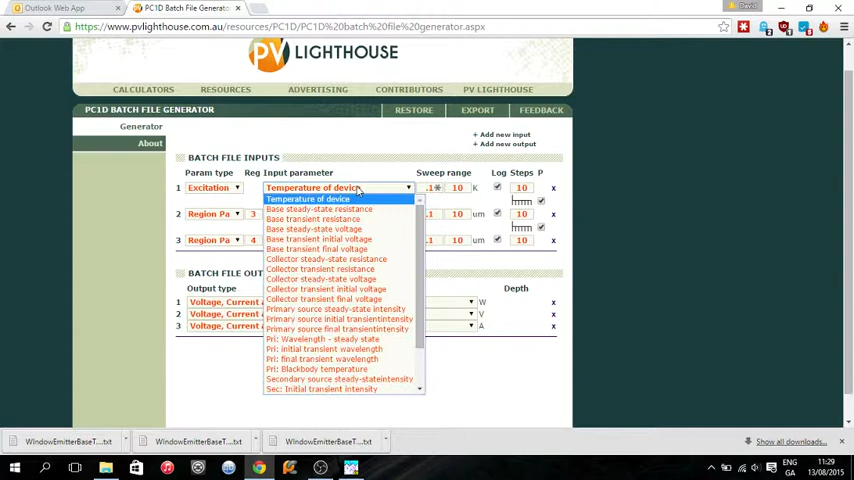 Outlook Web App
PC1D Batch File Generato
David
https://www.pvlighthouse.com.au/resources/PC1D/PC1D%20batch%20file%20generator.aspx
PV LIGHTHOUSE
CALCULATORS RESOURCES ADVERTISING CONTRIBUTORS PV LIGHTHOUSE
PC1D BATCH FILE GENERATOR RESTORE EXPORT FEEDBACK
Generator
About
+ Add new input
+ Add new output
BATCH FILE INPUTS
Param type Reg Input parameter Sweep range Log Steps P
1 Excitation Temperature of device .1 10 K 10 x
2 Region Pa 3 .1 10 um 10 x
3 Region Pa 4 .1 10 um 10 x
Temperature of device
Base steady-state resistance
Base transient resistance
Base steady-state voltage
Base transient initial voltage
Base transient final voltage
Collector steady-state resistance
Collector transient resistance
Collector steady-state voltage
Collector transient initial voltage
Collector transient final voltage
Primary source steady-state intensity
Primary source initial transientintensity
Primary source final transientintensity
Pri: Wavelength - steady state
Pri: initial transient wavelength
Pri: final transient wavelength
Pri: Blackbody temperature
Secondary source steady-stateintensity
Sec: Initial transient intensity
BATCH FILE OUT
Output type Depth
1 Voltage, Current a W x
2 Voltage, Current a V x
3 Voltage, Current a A x
WIndowEmitterBaseT....txt WIndowEmitterBaseT....txt WIndowEmitterBaseT....txt Show all downloads...
ENG 11:29
GA 13/08/2015